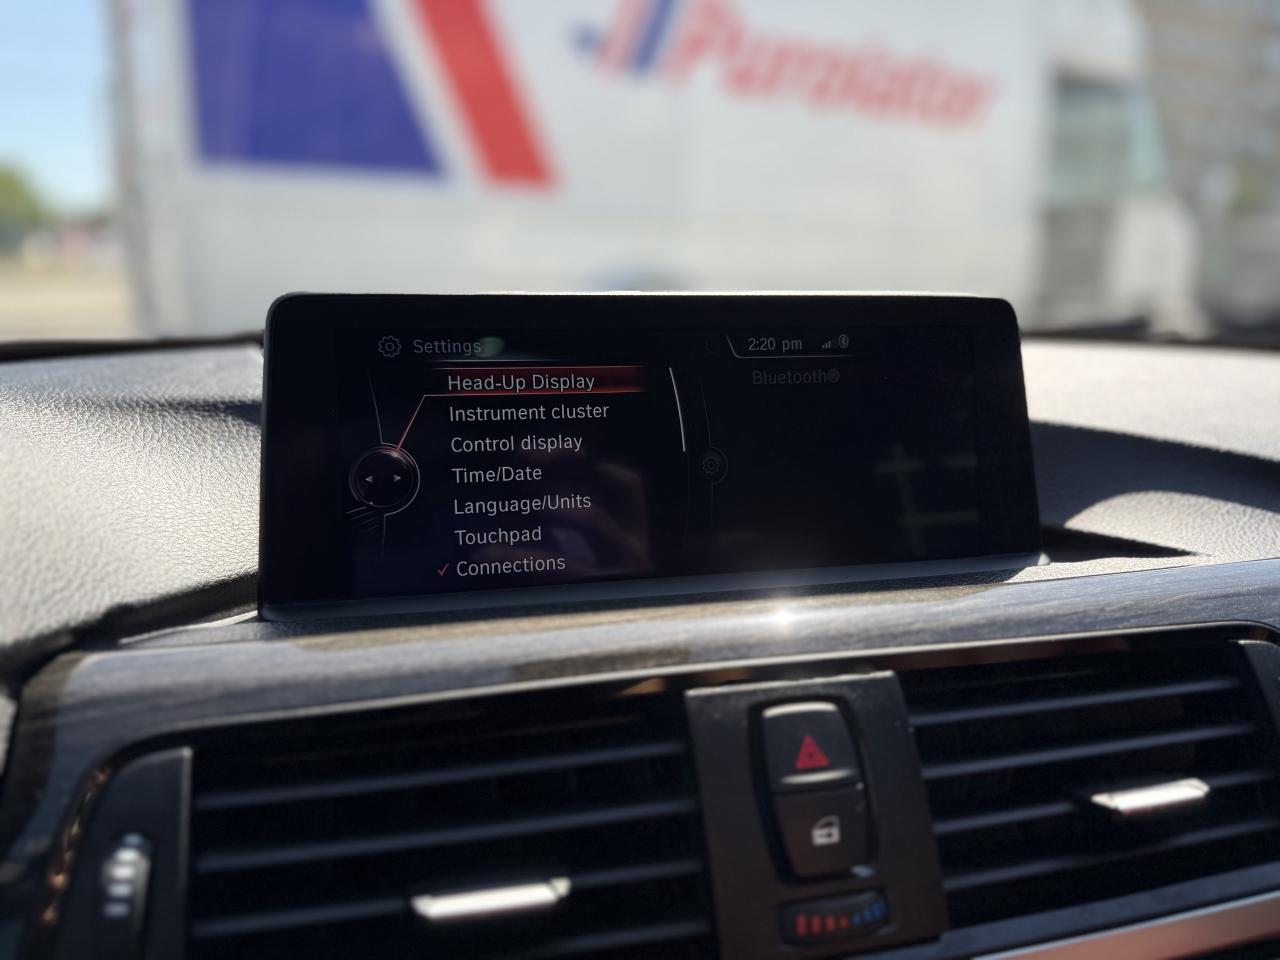 Purolator
Settings
2:20 pm
Head-Up Display
Bluetooth®
Instrument cluster
Control display
Time/Date
Language/Units
Touchpad
Connections